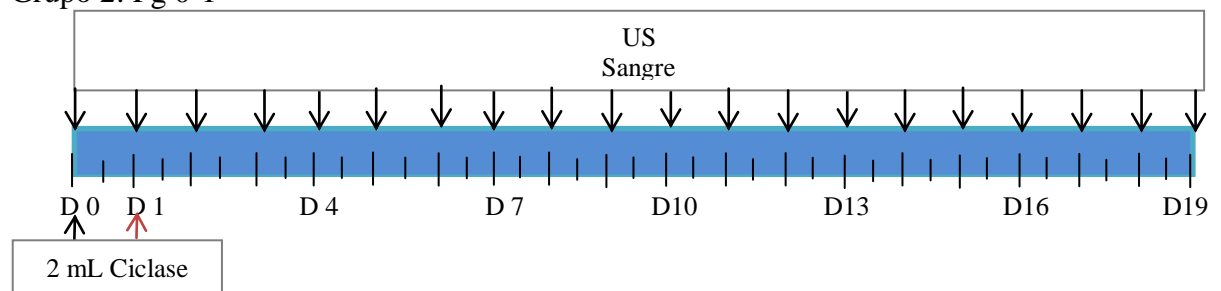 US
Sangre
D 0 D 1 D 4 D 7 D10 D13 D16 D19
2 mL Ciclase